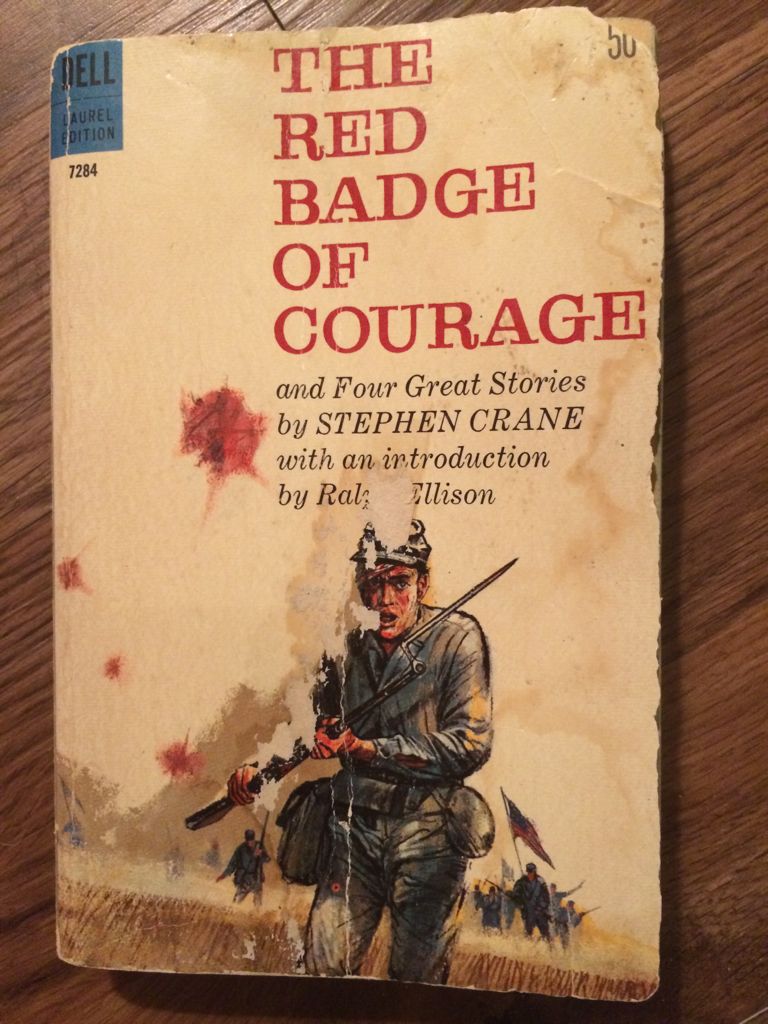 DELL
LAUREL
EDITION
7284
50
THE
RED
BADGE
OF
COURAGE
and Four Great Stories
by STEPHEN CRANE
with an introduction
by Ralp Ellison